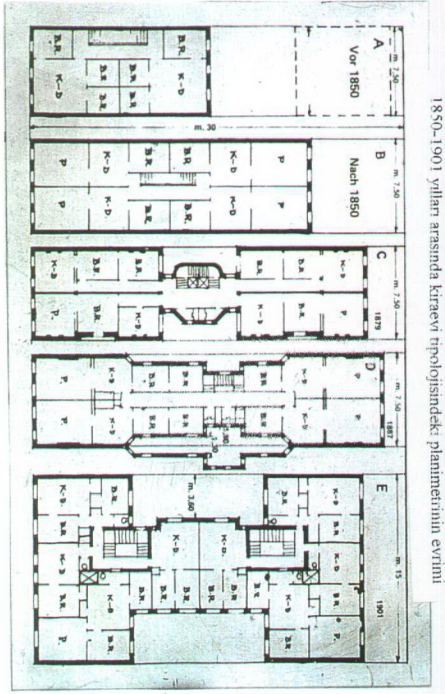 1850-1901 yılları arasında kiraevi tipolojisindeki planimetrinin evrimi
m. 7.50
A
Vor 1850
m. 30
B.R. K-D
B.R. B.R.
B.R. B.R.
B.R. K-D
m. 7.50
B
Nach 1850
P P
K-D K-D
B.R. B.R.
B.R. B.R.
K-D K-D
P P
m. 7.50
C
1879
K-D P.
B.R. B.R.
B.R. K-D
B.R. K-D
B.R. B.R.
K-D P.
m. 7.50
D
1887
P P
K-D K-D
B.R. B.R.
B.R. B.R.
B.R. B.R.
K-D K-D
P. P.
m. 15
E
1901
K-D B.R. K-D B.R. P.
B.R. K-D B.R.
m. 3.60
K-D B.R. B.R.
K-D B.R. B.R.
B.R. K-D B.R.
K-D B.R. K-D B.R. P.